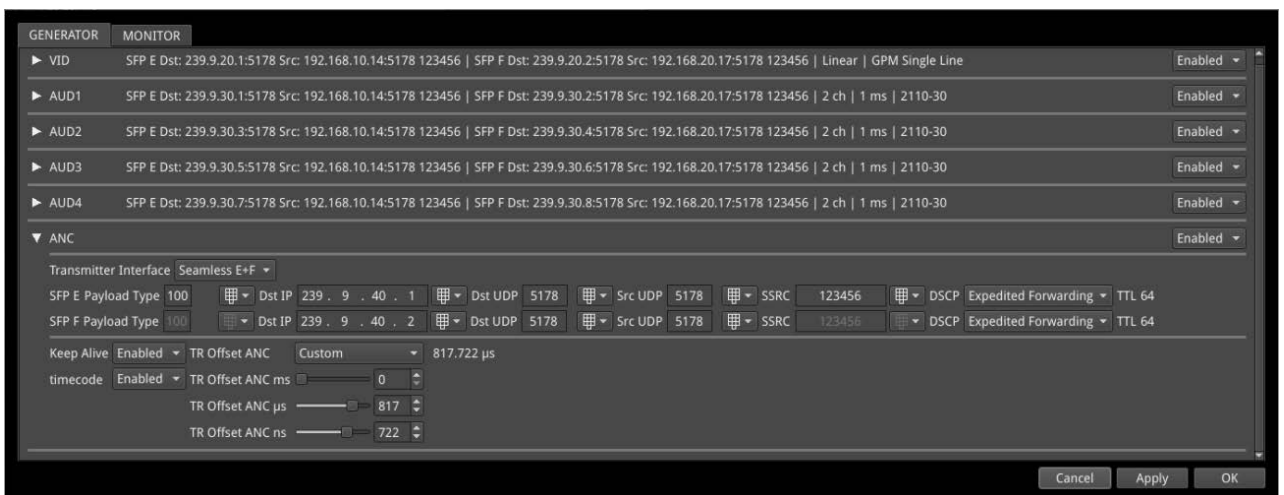 GENERATOR MONITOR
VID SFP E Dst: 239.9.20.1:5178 Src: 192.168.10.14:5178 123456 | SFP F Dst: 239.9.20.2:5178 Src: 192.168.20.17:5178 123456 | Linear | GPM Single Line Enabled
AUD1 SFP E Dst: 239.9.30.1:5178 Src: 192.168.10.14:5178 123456 | SFP F Dst: 239.9.30.2:5178 Src: 192.168.20.17:5178 123456 | 2 ch | 1 ms | 2110-30 Enabled
AUD2 SFP E Dst: 239.9.30.3:5178 Src: 192.168.10.14:5178 123456 | SFP F Dst: 239.9.30.4:5178 Src: 192.168.20.17:5178 123456 | 2 ch | 1 ms | 2110-30 Enabled
AUD3 SFP E Dst: 239.9.30.5:5178 Src: 192.168.10.14:5178 123456 | SFP F Dst: 239.9.30.6:5178 Src: 192.168.20.17:5178 123456 | 2 ch | 1 ms | 2110-30 Enabled
AUD4 SFP E Dst: 239.9.30.7:5178 Src: 192.168.10.14:5178 123456 | SFP F Dst: 239.9.30.8:5178 Src: 192.168.20.17:5178 123456 | 2 ch | 1 ms | 2110-30 Enabled
ANC Enabled
Transmitter Interface Seamless E+F
SFP E Payload Type 100 Dst IP 239 . 9 . 40 . 1 Dst UDP 5178 Src UDP 5178 SSRC 123456 DSCP Expedited Forwarding TTL 64
SFP F Payload Type 100 Dst IP 239 . 9 . 40 . 2 Dst UDP 5178 Src UDP 5178 SSRC 123456 DSCP Expedited Forwarding TTL 64
Keep Alive Enabled TR Offset ANC Custom 817.722 µs
timecode Enabled TR Offset ANC ms 0
TR Offset ANC µs 817
TR Offset ANC ns 722
Cancel Apply OK